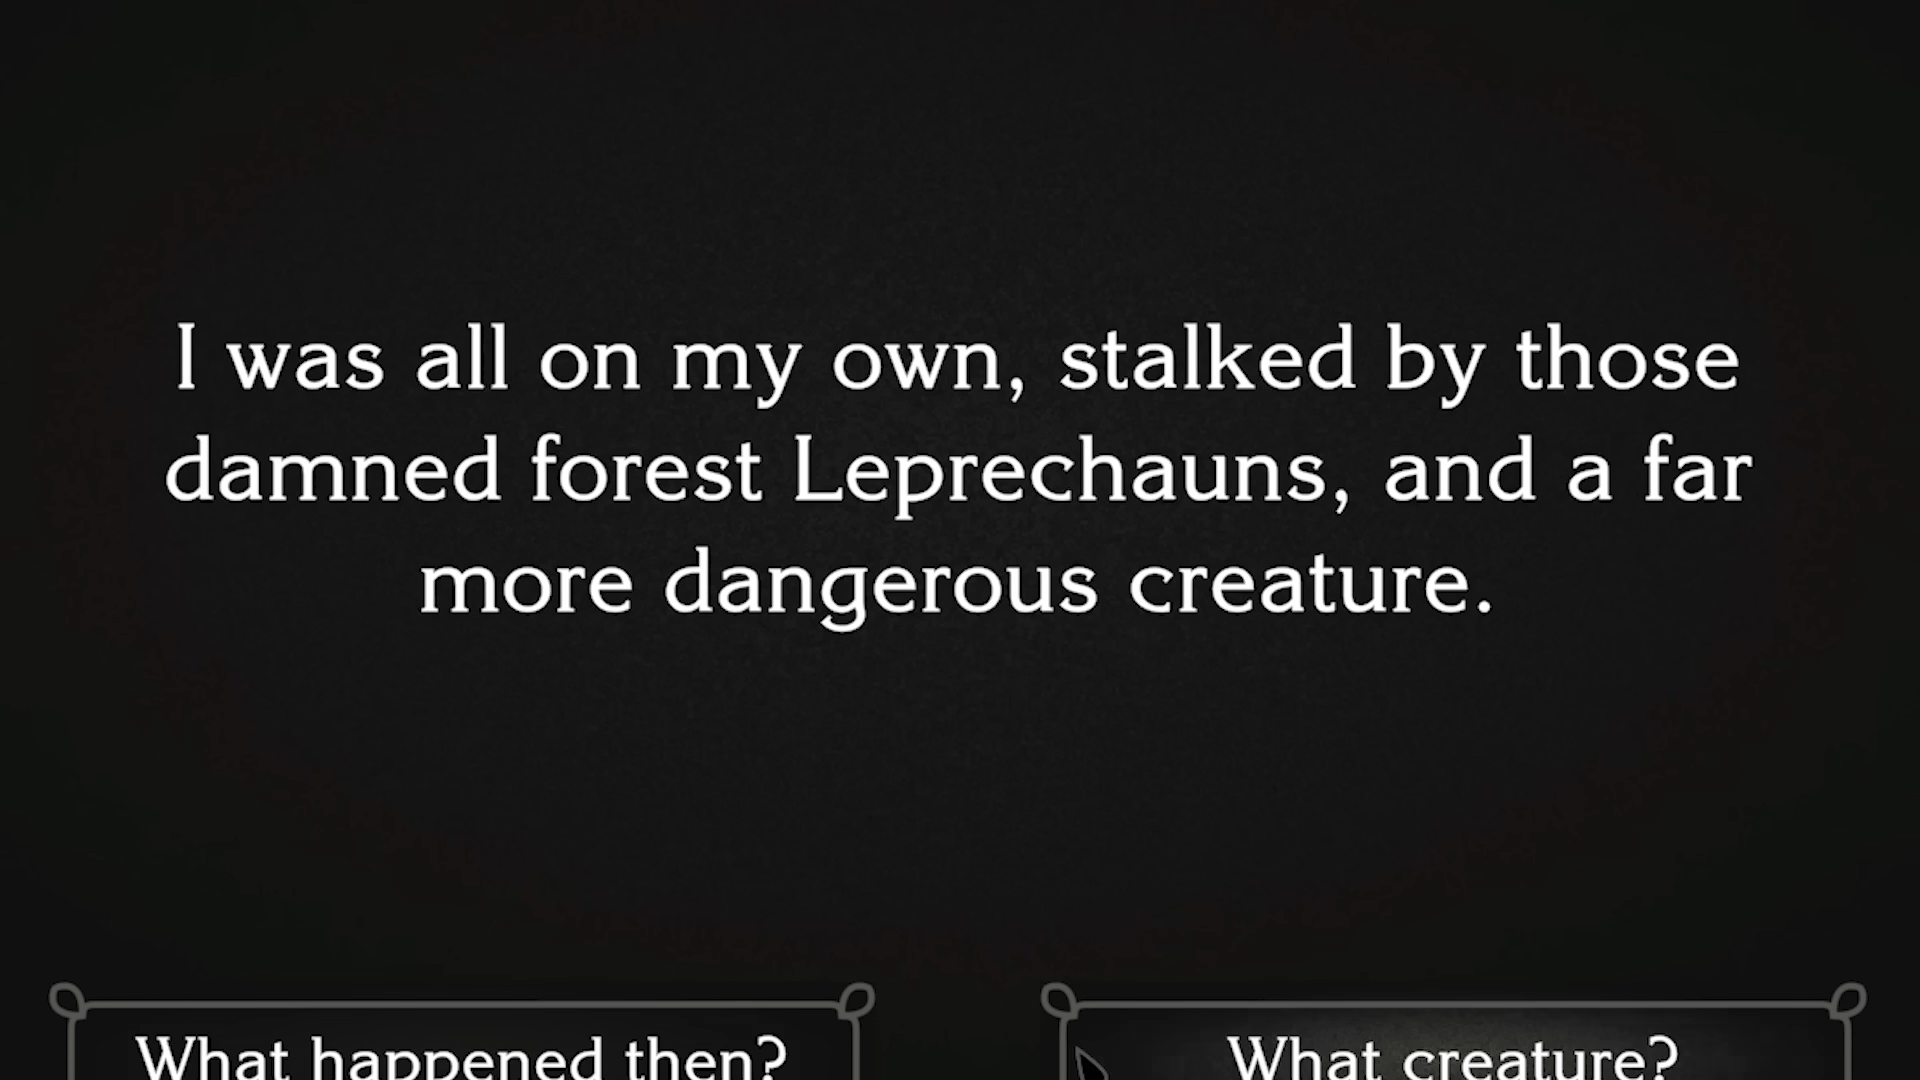 I was all on my own, stalked by those
damned forest Leprechauns, and a far
more dangerous creature.
What happened then?
What creature?